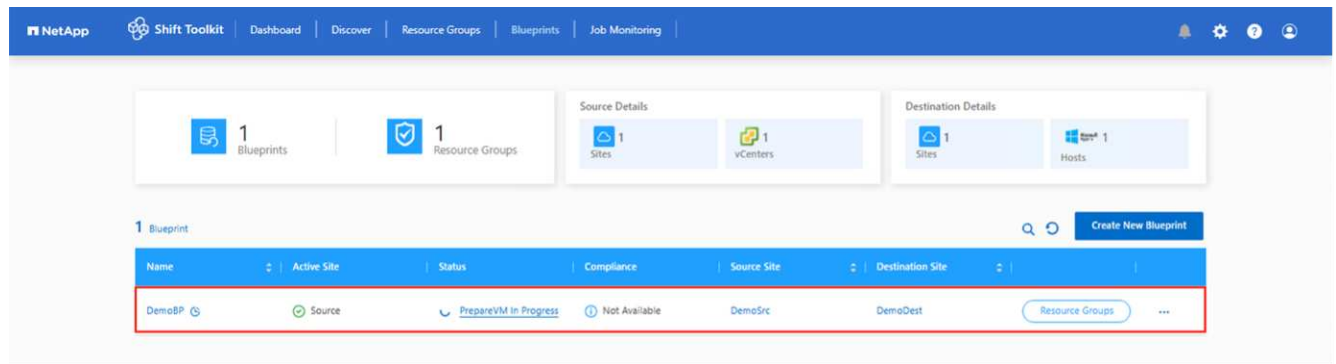 NetApp Shift Toolkit Dashboard Discover Resource Groups Blueprints Job Monitoring
Source Details Destination Details
1 Blueprints
1 Resource Groups
1 Sites
1 vCenters
1 Sites
1 Hosts
1 Blueprint Create New Blueprint
Name Active Site Status Compliance Source Site Destination Site
DemoBP Source PrepareVM In Progress Not Available DemoSrc DemoDest Resource Groups ...